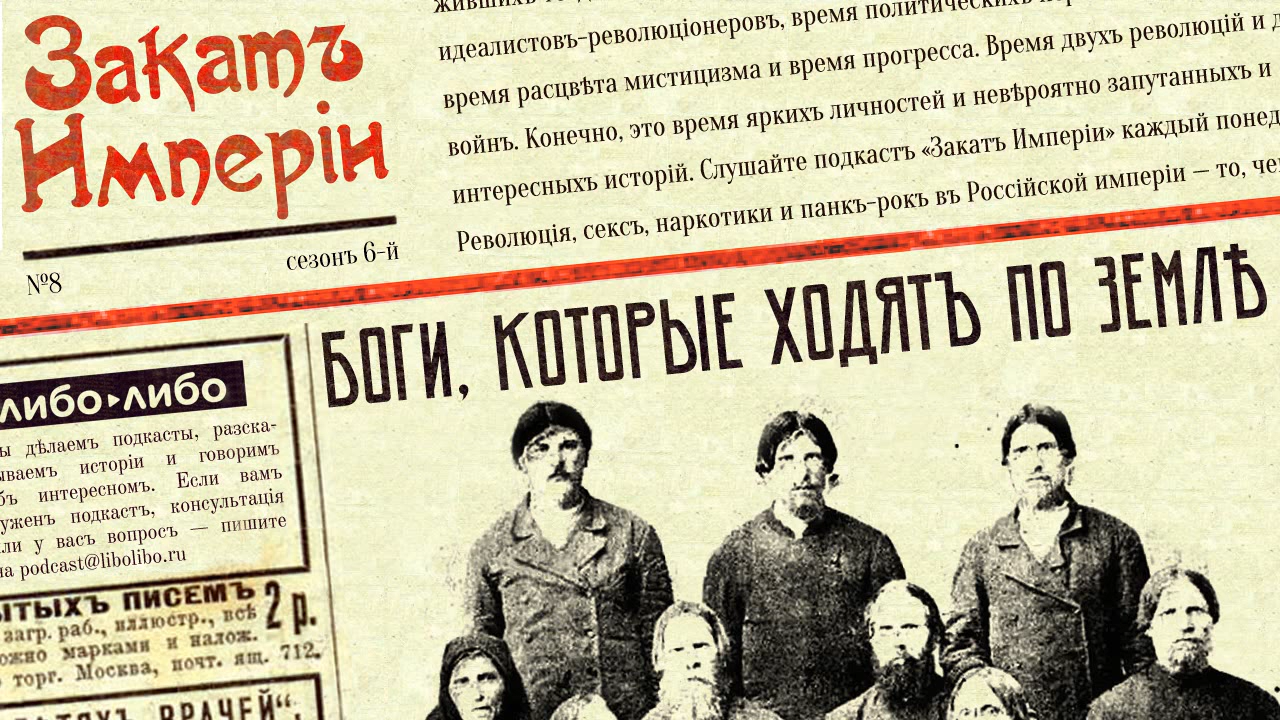 Закатъ
Имперіи
№8
сезонъ 6-й
идеалистовъ-революціонеровъ, время политическихъ
время расцвѣта мистицизма и время прогресса. Время двухъ революцій и
войнъ. Конечно, это время яркихъ личностей и невѣроятно запутанныхъ и
интересныхъ исторій. Слушайте подкастъ «Закатъ Имперіи» каждый понед
Революція, сексъ, наркотики и панкъ-рокъ въ Россійской имперіи – то, че
БОГИ, КОТОРЫЕ ХОДЯТЪ ПО ЗЕМЛѢ
либо▸либо
ы дѣлаемъ подкасты, разска-
ываемъ исторіи и говоримъ
бъ интересномъ. Если вамъ
уженъ подкастъ, консультація
ли у васъ вопросъ — пишите
на podcast@libolibo.ru
ЫТЫХЪ ПИСЕМЪ 2 р.
загр. раб., иллюстр., всѣ
ожно марками и налож.
торг. Москва, почт. ящ. 712.
ВРАЧЕЙ“.